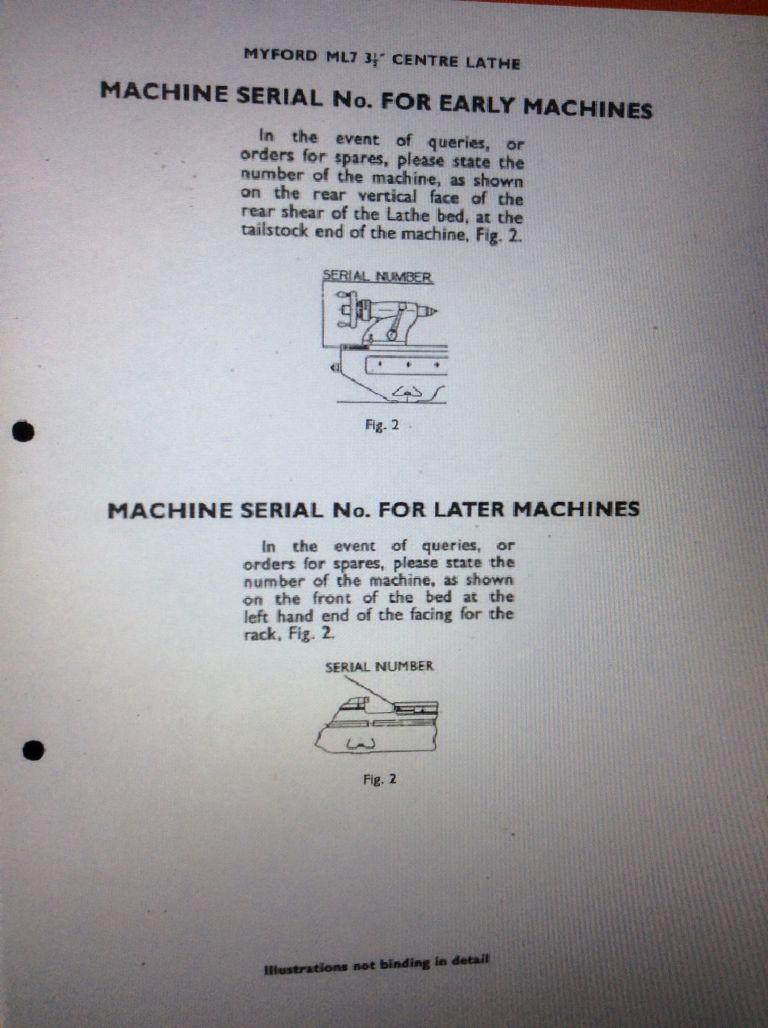 MYFORD ML7 3½" CENTRE LATHE
MACHINE SERIAL No. FOR EARLY MACHINES
In the event of queries, or
orders for spares, please state the
number of the machine, as shown
on the rear vertical face of the
rear shear of the Lathe bed, at the
tailstock end of the machine, Fig. 2.
SERIAL NUMBER
Fig. 2
MACHINE SERIAL No. FOR LATER MACHINES
In the event of queries, or
orders for spares, please state the
number of the machine, as shown
on the front of the bed at the
left hand end of the facing for the
rack, Fig. 2.
SERIAL NUMBER
Fig. 2
Illustrations not binding in detail